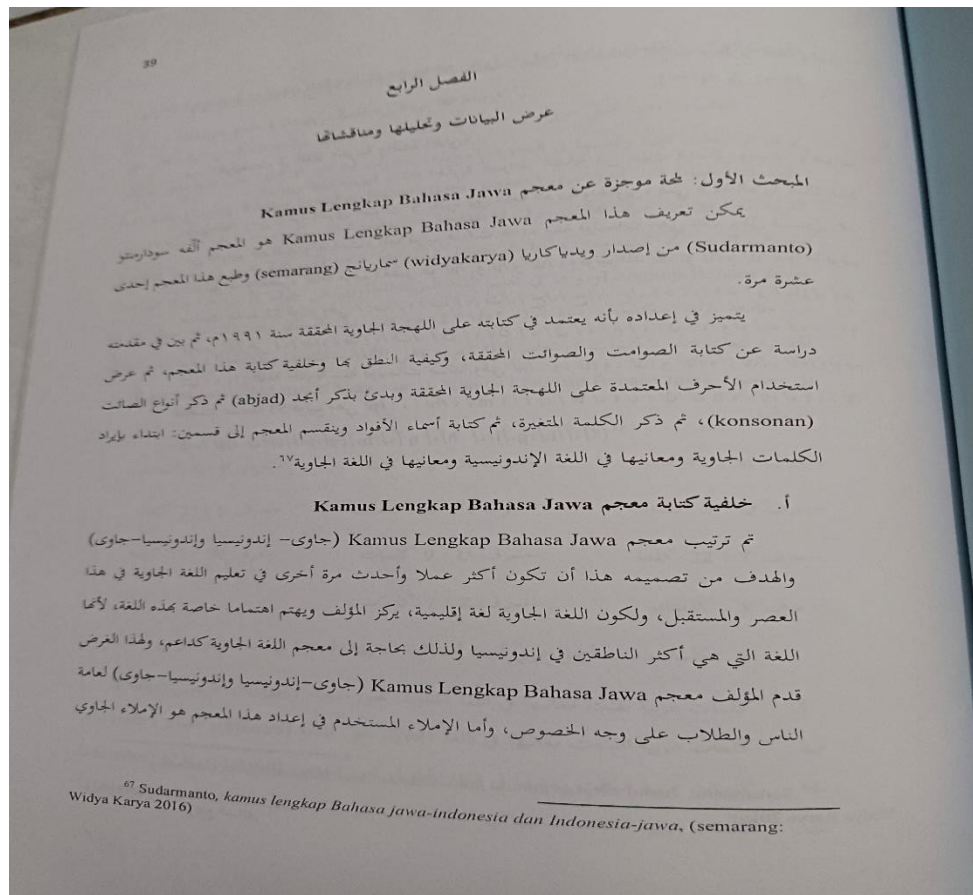 39
الفصل الرابع
عرض البيانات وتحليلها ومناقشاتها
المبحث الأول: لمحة موجزة عن معجم Kamus Lengkap Bahasa Jawa
يمكن تعريف هذا المعجم Kamus Lengkap Bahasa Jawa هو المعجم ألّفه سودارمنتو
(Sudarmanto) من إصدار ويدياكاريا (widyakarya) سماريانج (semarang) وطبع هذا المعجم إحدى
عشرة مرة.
يتميز في إعداده بأنه يعتمد في كتابته على اللهجة الجاوية المحققة سنة ١٩٩١م، ثم بين في مقدمته
دراسة عن كتابة الصوامت والصوائت المحققة، وكيفية النطق بها وخلفية كتابة هذا المعجم، ثم عرض
استخدام الأحرف المعتمدة على اللهجة الجاوية المحققة وبدئ بذكر أبجد (abjad) ثم ذكر أنواع الصائت
(konsonan)، ثم ذكر الكلمة المتغيرة، ثم كتابة أسماء الأفواد وينقسم المعجم إلى قسمين: ابتداء بإيراد
الكلمات الجاوية ومعانيها في اللغة الإندونيسية ومعانيها في اللغة الجاوية٦٧.
أ. خلفية كتابة معجم Kamus Lengkap Bahasa Jawa
تم ترتيب معجم Kamus Lengkap Bahasa Jawa (جاوى- إندونيسيا وإندونيسيا-جاوى)
والهدف من تصميمه هذا أن تكون أكثر عملا وأحدث مرة أخرى في تعليم اللغة الجاوية في هذا
العصر والمستقبل، ولكون اللغة الجاوية لغة إقليمية، يركز المؤلف ويهتم اهتماما خاصة بهذه اللغة، لأنها
اللغة التي هي أكثر الناطقين في إندونيسيا ولذلك بحاجة إلى معجم اللغة الجاوية كداعم، ولهذا الغرض
قدم المؤلف معجم Kamus Lengkap Bahasa Jawa (جاوى-إندونيسيا وإندونيسيا-جاوى) لعامة
الناس والطلاب على وجه الخصوص، وأما الإملاء المستخدم في إعداد هذا المعجم هو الإملاء الجاوي
67 Sudarmanto, kamus lengkap Bahasa jawa-indonesia dan Indonesia-jawa, (semarang:
Widya Karya 2016)